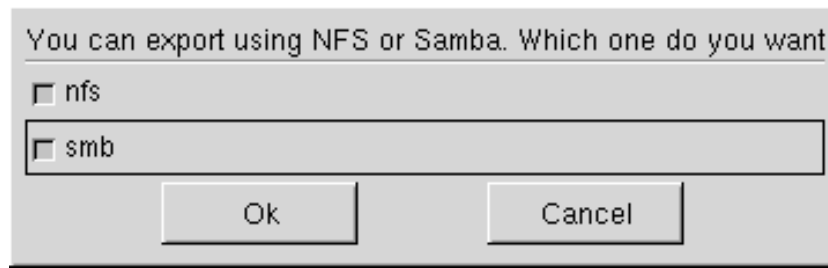 You can export using NFS or Samba. Which one do you want
nfs
smb
Ok
Cancel